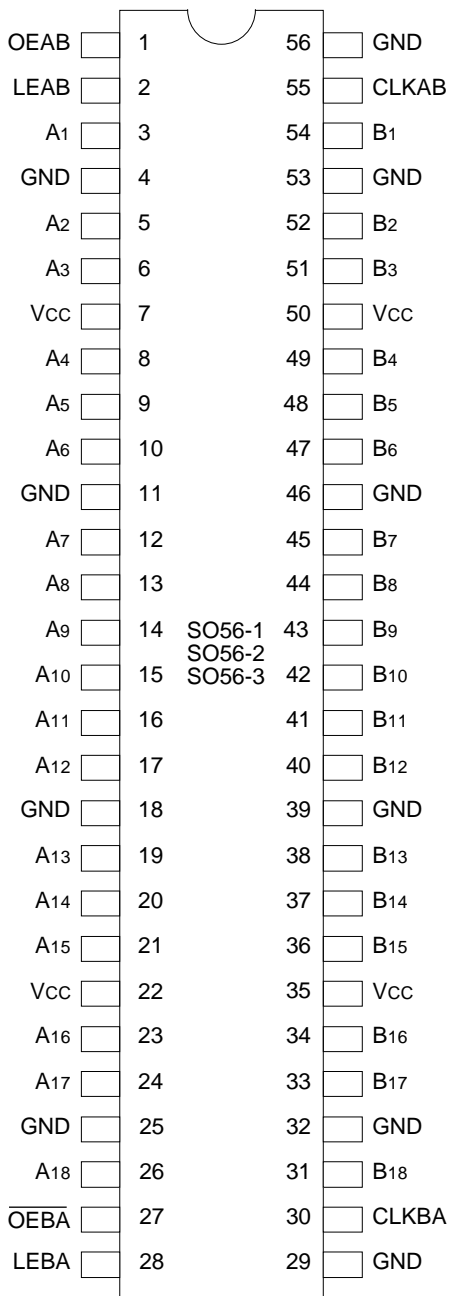 OEAB 1 56 GND
LEAB 2 55 CLKAB
A1 3 54 B1
GND 4 53 GND
A2 5 52 B2
A3 6 51 B3
VCC 7 50 VCC
A4 8 49 B4
A5 9 48 B5
A6 10 47 B6
GND 11 46 GND
A7 12 45 B7
A8 13 44 B8
A9 14 SO56-1 43 B9
SO56-2
A10 15 SO56-3 42 B10
A11 16 41 B11
A12 17 40 B12
GND 18 39 GND
A13 19 38 B13
A14 20 37 B14
A15 21 36 B15
VCC 22 35 VCC
A16 23 34 B16
A17 24 33 B17
GND 25 32 GND
A18 26 31 B18
O̅E̅B̅A̅ 27 30 CLKBA
LEBA 28 29 GND